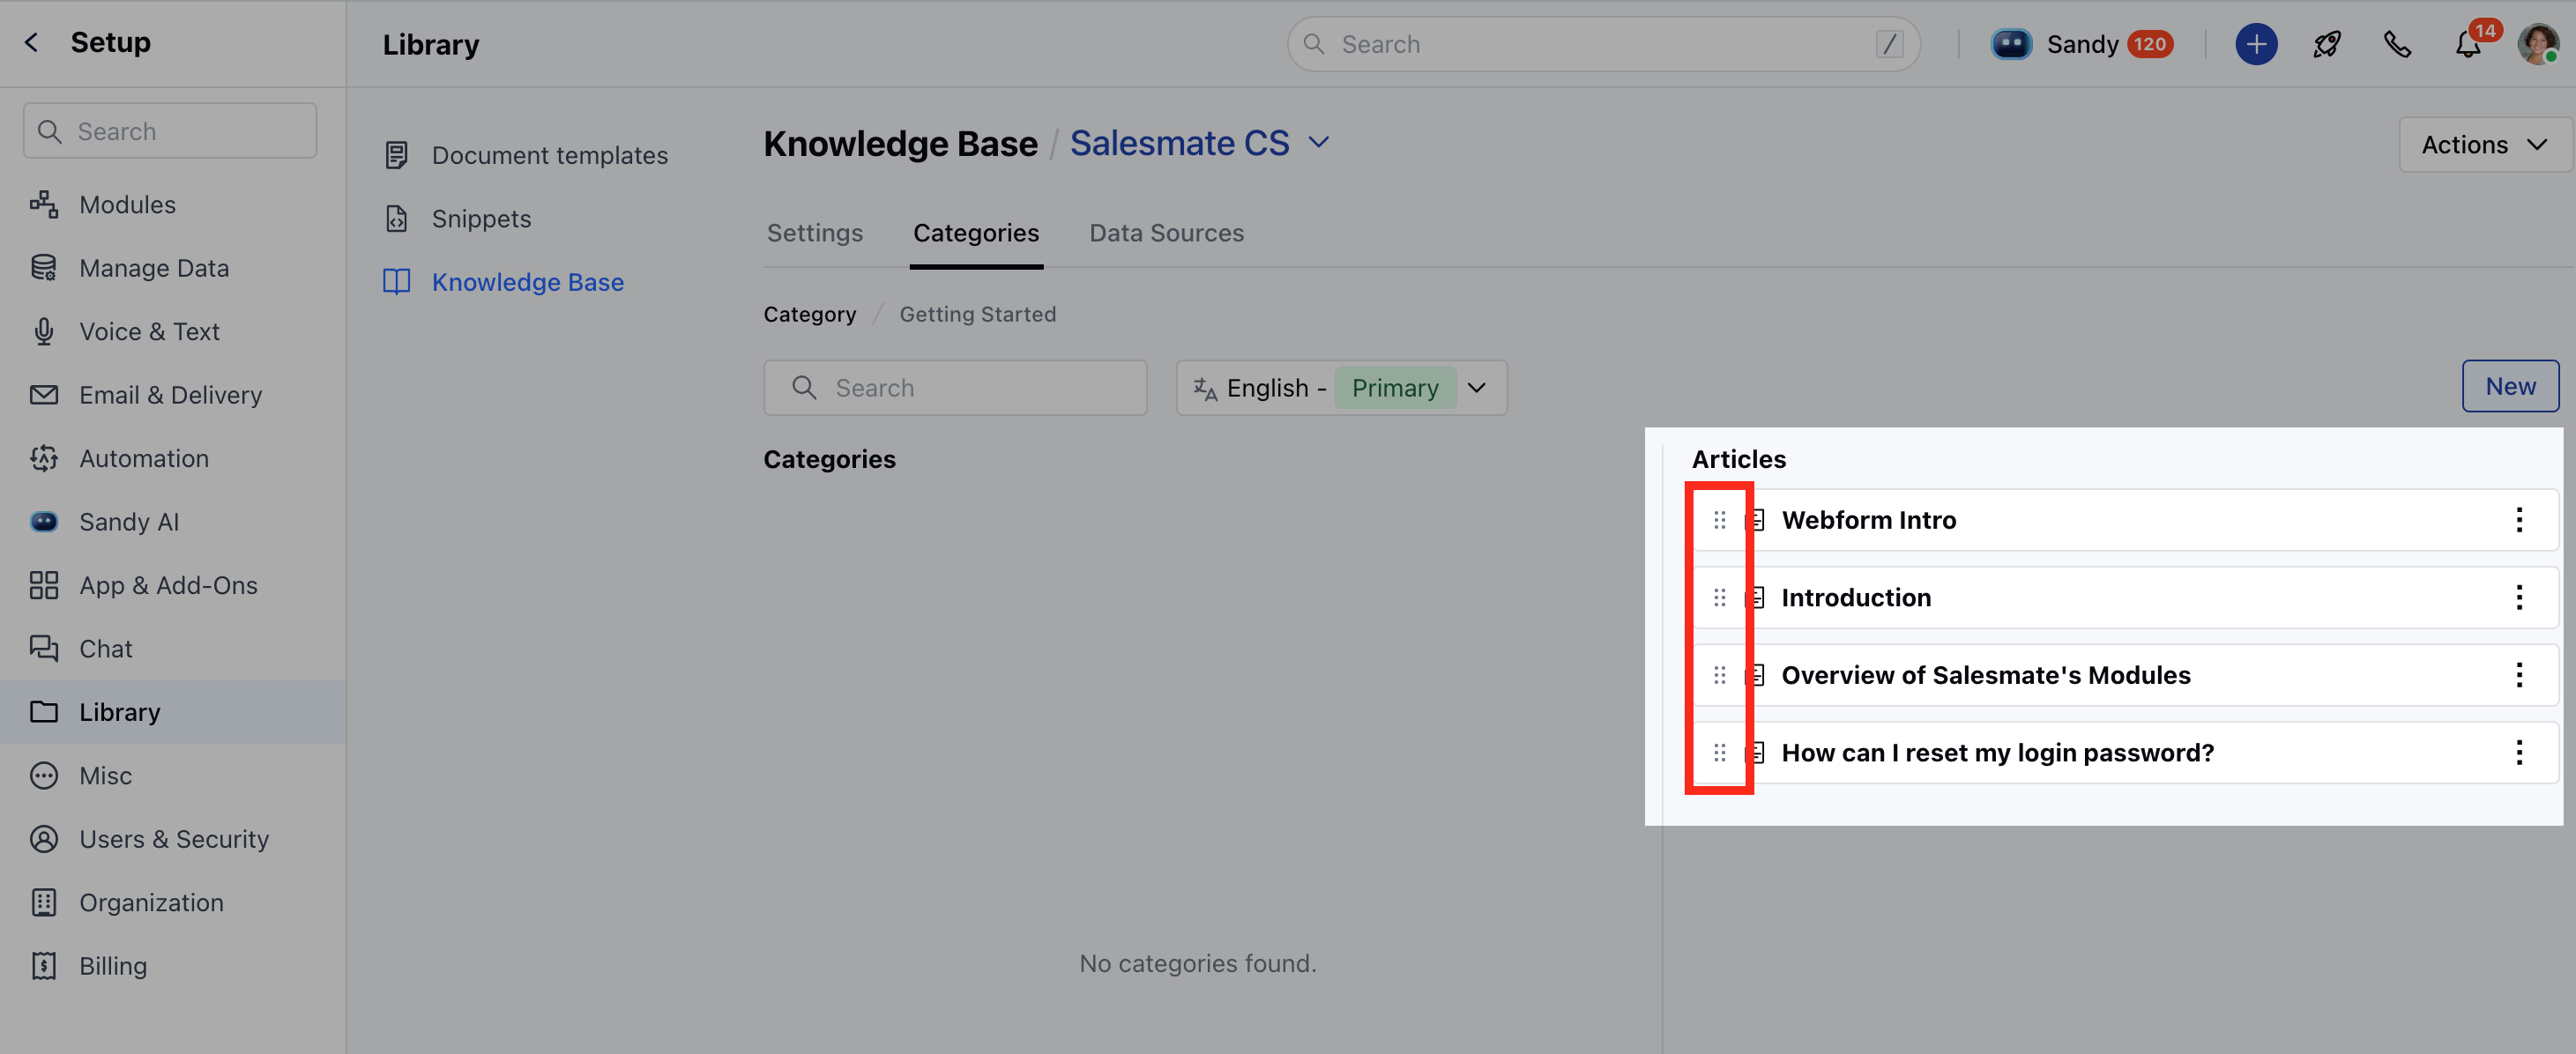 Setup
Library
Search
/
Sandy 120
14
Search
Modules
Manage Data
Voice & Text
Email & Delivery
Automation
Sandy AI
App & Add-Ons
Chat
Library
Misc
Users & Security
Organization
Billing
Document templates
Snippets
Knowledge Base
Knowledge Base / Salesmate CS
Actions
Settings
Categories
Data Sources
Category / Getting Started
Search
English - Primary
New
Categories
No categories found.
Articles
Webform Intro
Introduction
Overview of Salesmate's Modules
How can I reset my login password?